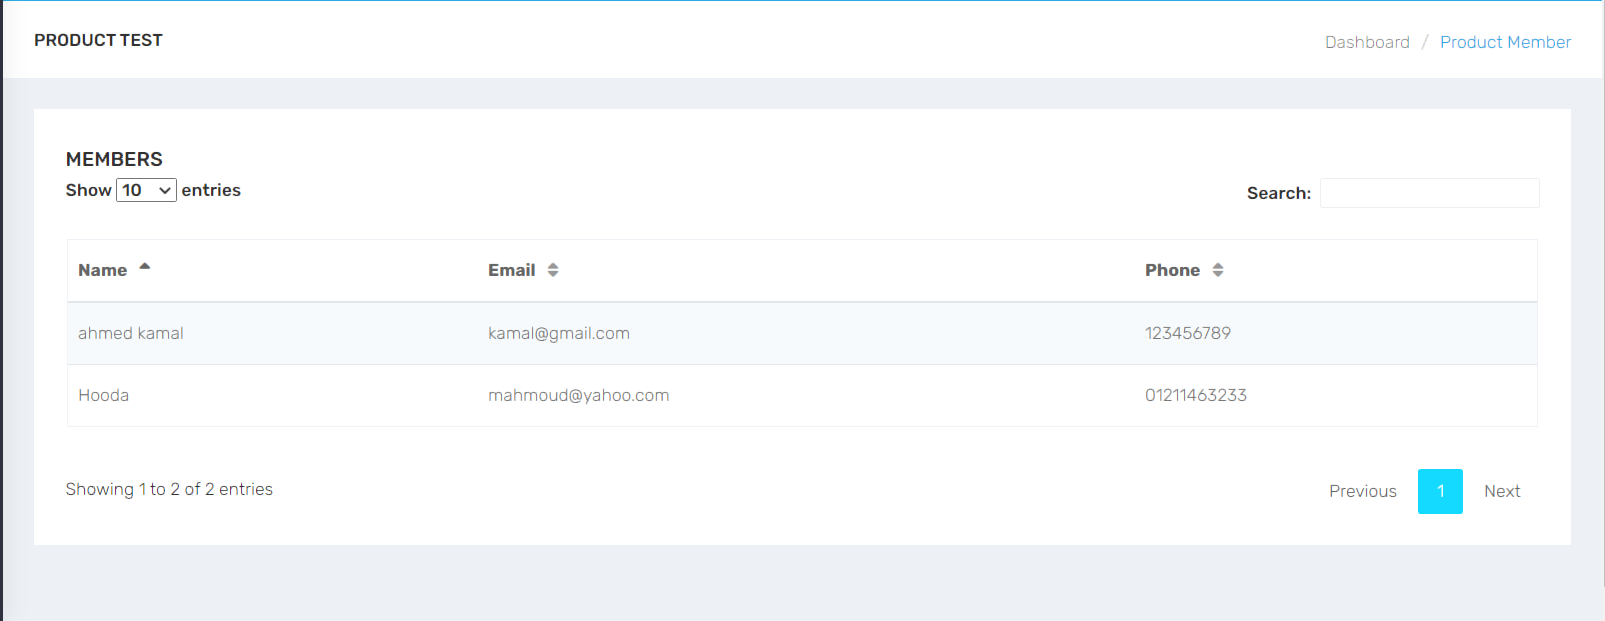 PRODUCT TEST
Dashboard / Product Member
MEMBERS
Show 10 entries
Search:
Name Email Phone
ahmed kamal kamal@gmail.com 123456789
Hooda mahmoud@yahoo.com 01211463233
Showing 1 to 2 of 2 entries
Previous 1 Next